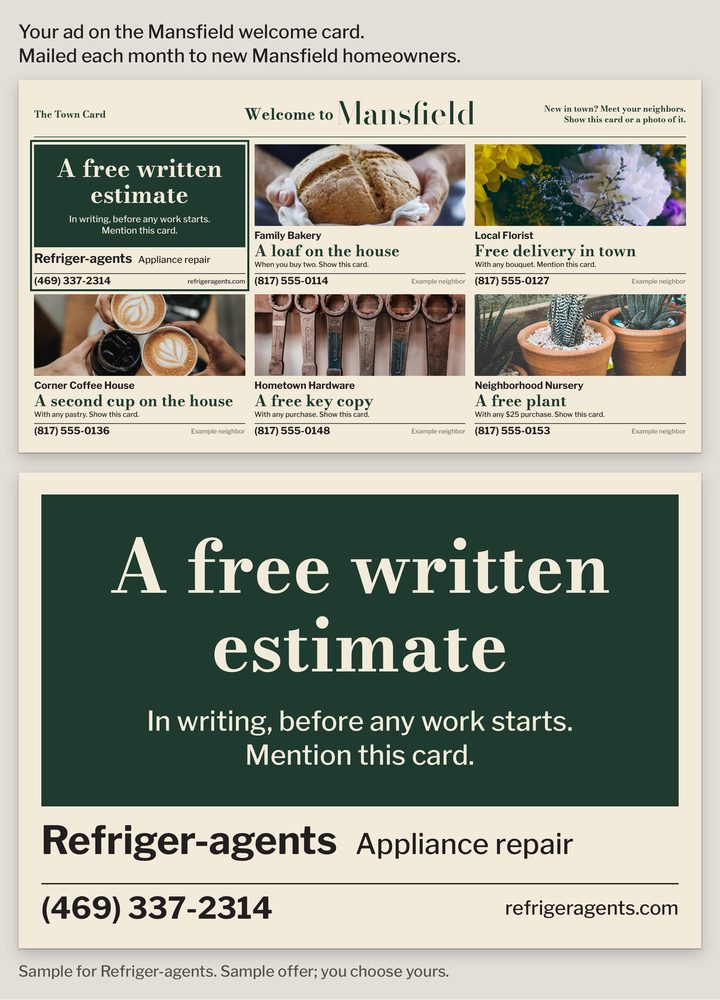 Your ad on the Mansfield welcome card.
Mailed each month to new Mansfield homeowners.
The Town Card
Welcome to Mansfield
New in town? Meet your neighbors.
Show this card or a photo of it.
A free written
estimate
In writing, before any work starts.
Mention this card.
Refriger-agents Appliance repair
(469) 337-2314 refrigeragents.com
Family Bakery
A loaf on the house
When you buy two. Show this card.
(817) 555-0114 Example neighbor
Local Florist
Free delivery in town
With any bouquet. Mention this card.
(817) 555-0127 Example neighbor
Corner Coffee House
A second cup on the house
With any pastry. Show this card.
(817) 555-0136 Example neighbor
Hometown Hardware
A free key copy
With any purchase. Show this card.
(817) 555-0148 Example neighbor
Neighborhood Nursery
A free plant
With any $25 purchase. Show this card.
(817) 555-0153 Example neighbor
A free written
estimate
In writing, before any work starts.
Mention this card.
Refriger-agents Appliance repair
(469) 337-2314 refrigeragents.com
Sample for Refriger-agents. Sample offer; you choose yours.